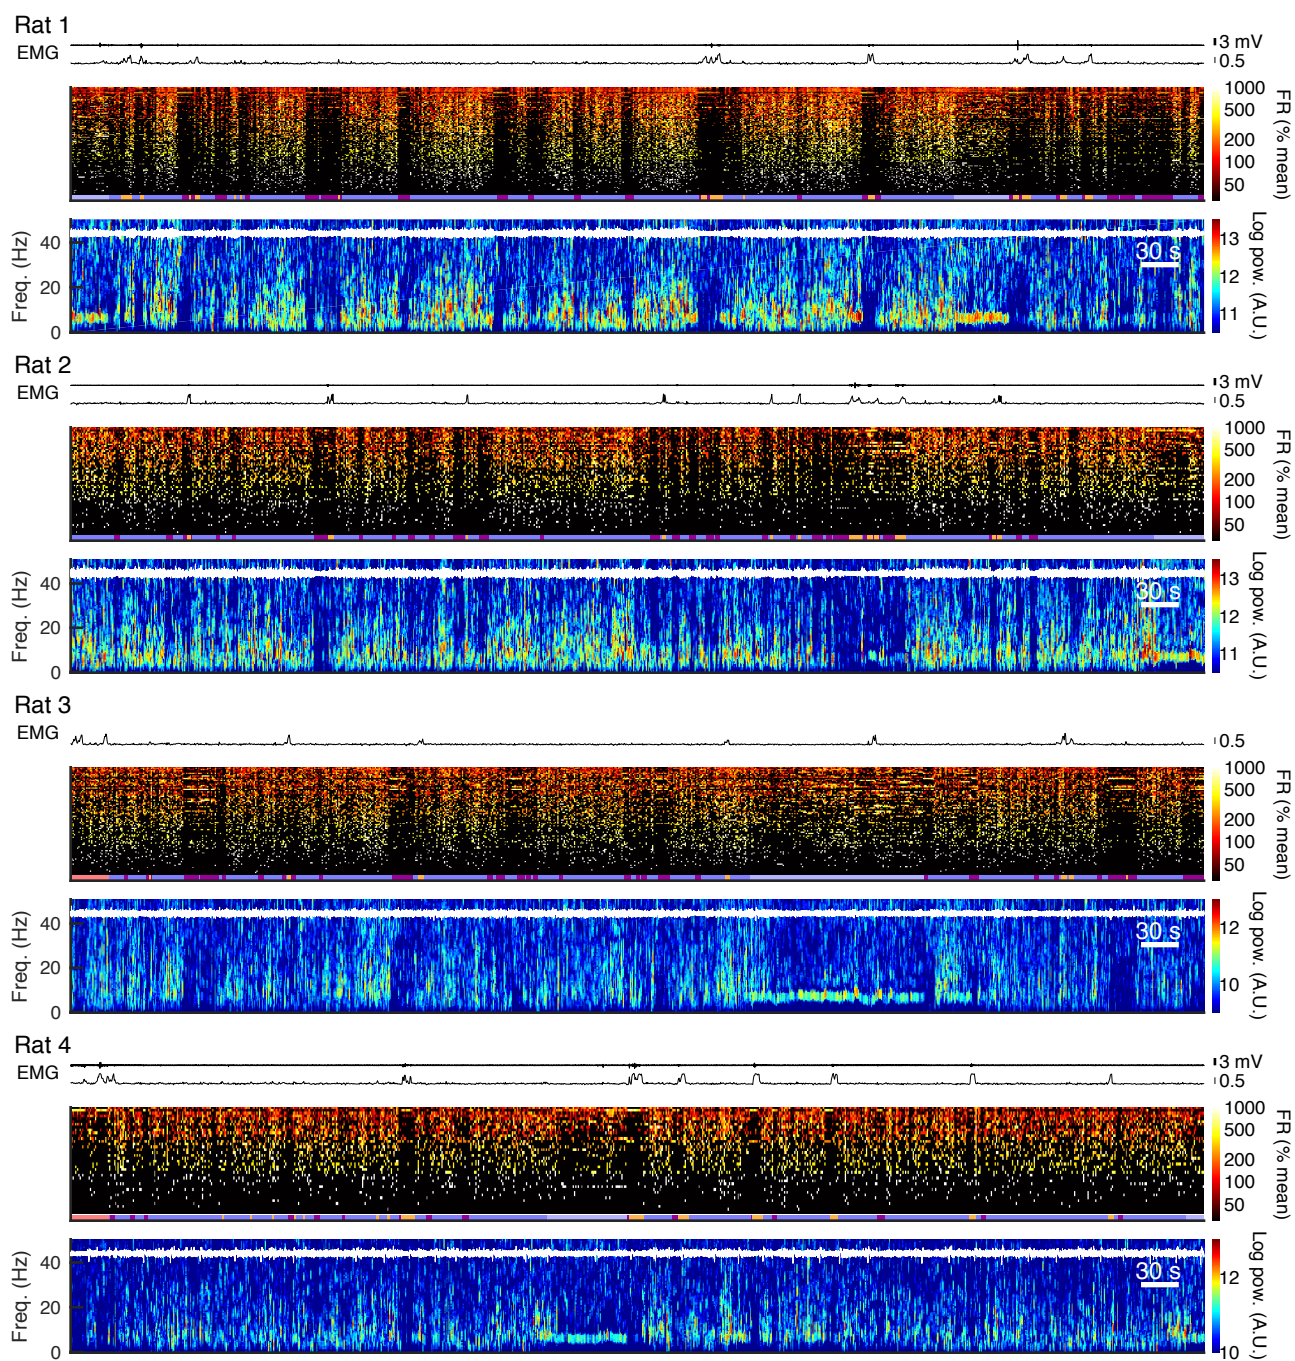 Rat 1
EMG
3 mV
0.5
1000
500
200
100
50
FR (% mean)
40
20
0
Freq. (Hz)
30 s
13
12
11
Log pow. (A.U.)
Rat 2
EMG
3 mV
0.5
1000
500
200
100
50
FR (% mean)
40
20
0
Freq. (Hz)
30 s
13
12
11
Log pow. (A.U.)
Rat 3
EMG
0.5
1000
500
200
100
50
FR (% mean)
40
20
0
Freq. (Hz)
30 s
12
10
Log pow. (A.U.)
Rat 4
EMG
3 mV
0.5
1000
500
200
100
50
FR (% mean)
40
20
0
Freq. (Hz)
30 s
12
10
Log pow. (A.U.)